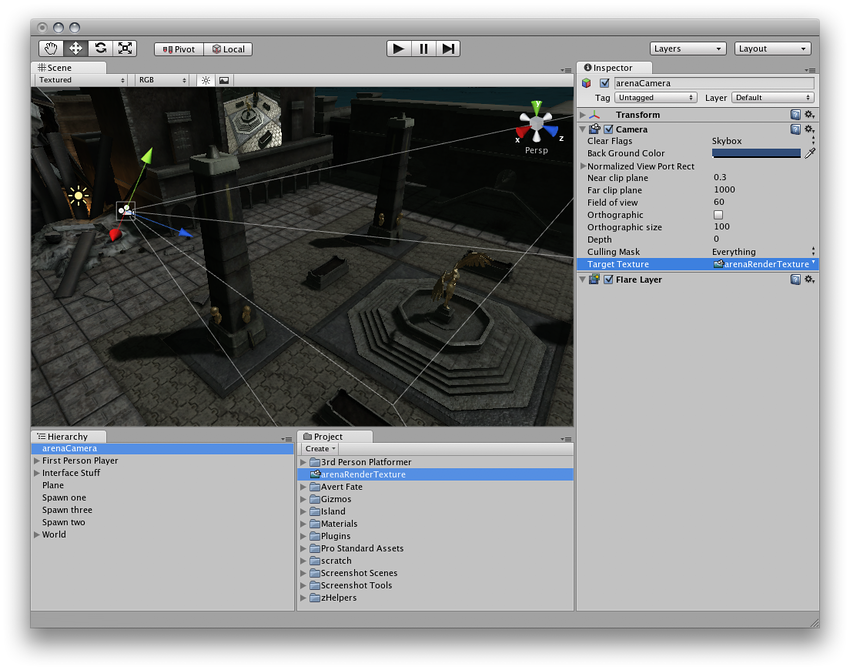 Pivot Local
Layers Layout
Scene
Textured RGB
y
x z
Persp
Inspector
arenaCamera
Tag Untagged Layer Default
Transform
Camera
Clear Flags Skybox
Back Ground Color
Normalized View Port Rect
Near clip plane 0.3
Far clip plane 1000
Field of view 60
Orthographic
Orthographic size 100
Depth 0
Culling Mask Everything
Target Texture arenaRenderTexture
Flare Layer
Hierarchy
arenaCamera
First Person Player
Interface Stuff
Plane
Spawn one
Spawn three
Spawn two
World
Project
Create
3rd Person Platformer
arenaRenderTexture
Avert Fate
Gizmos
Island
Materials
Plugins
Pro Standard Assets
scratch
Screenshot Scenes
Screenshot Tools
zHelpers